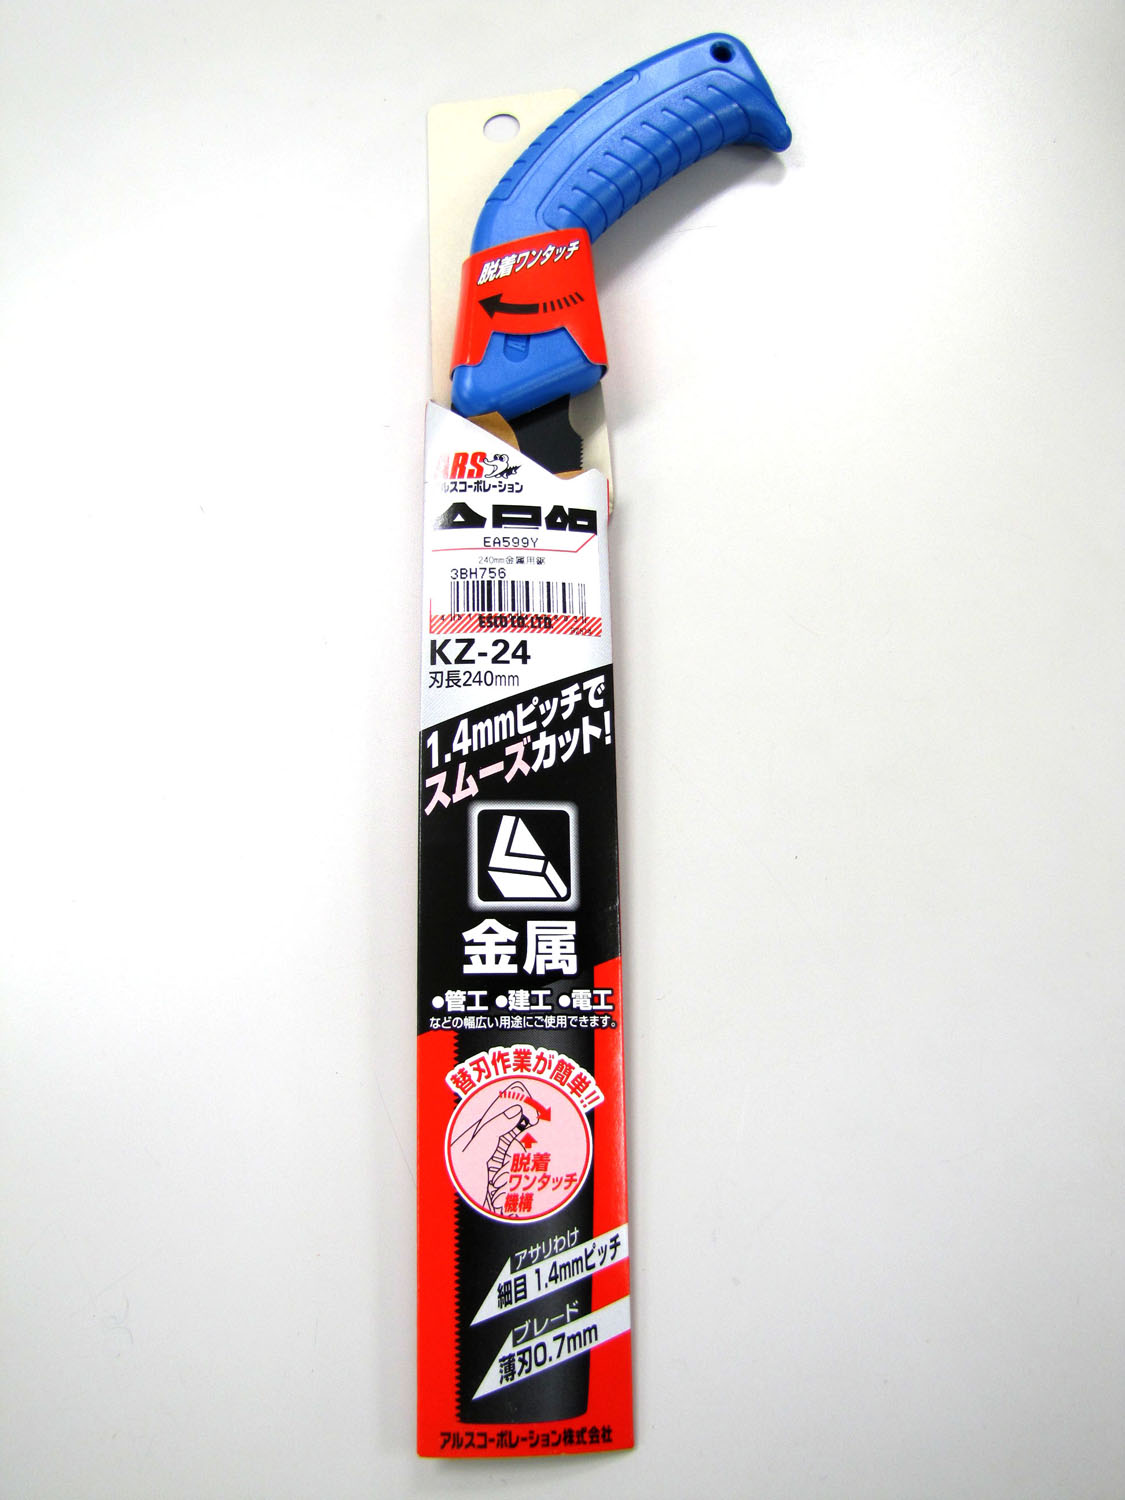 脱着ワンタッチ
ARS
アルスコーポレーション
EA599Y
240mm金属用鋸
3BH756
ESCO CO.,LTD.
KZ-24
刃長240mm
1.4mmピッチで
スムーズカット!
金属
●管工 ●建工 ●電工
などの幅広い用途にご使用できます。
替刃作業が簡単!!
脱着
ワンタッチ
機構
アサリわけ
細目 1.4mmピッチ
ブレード
薄刃0.7mm
アルスコーポレーション株式会社